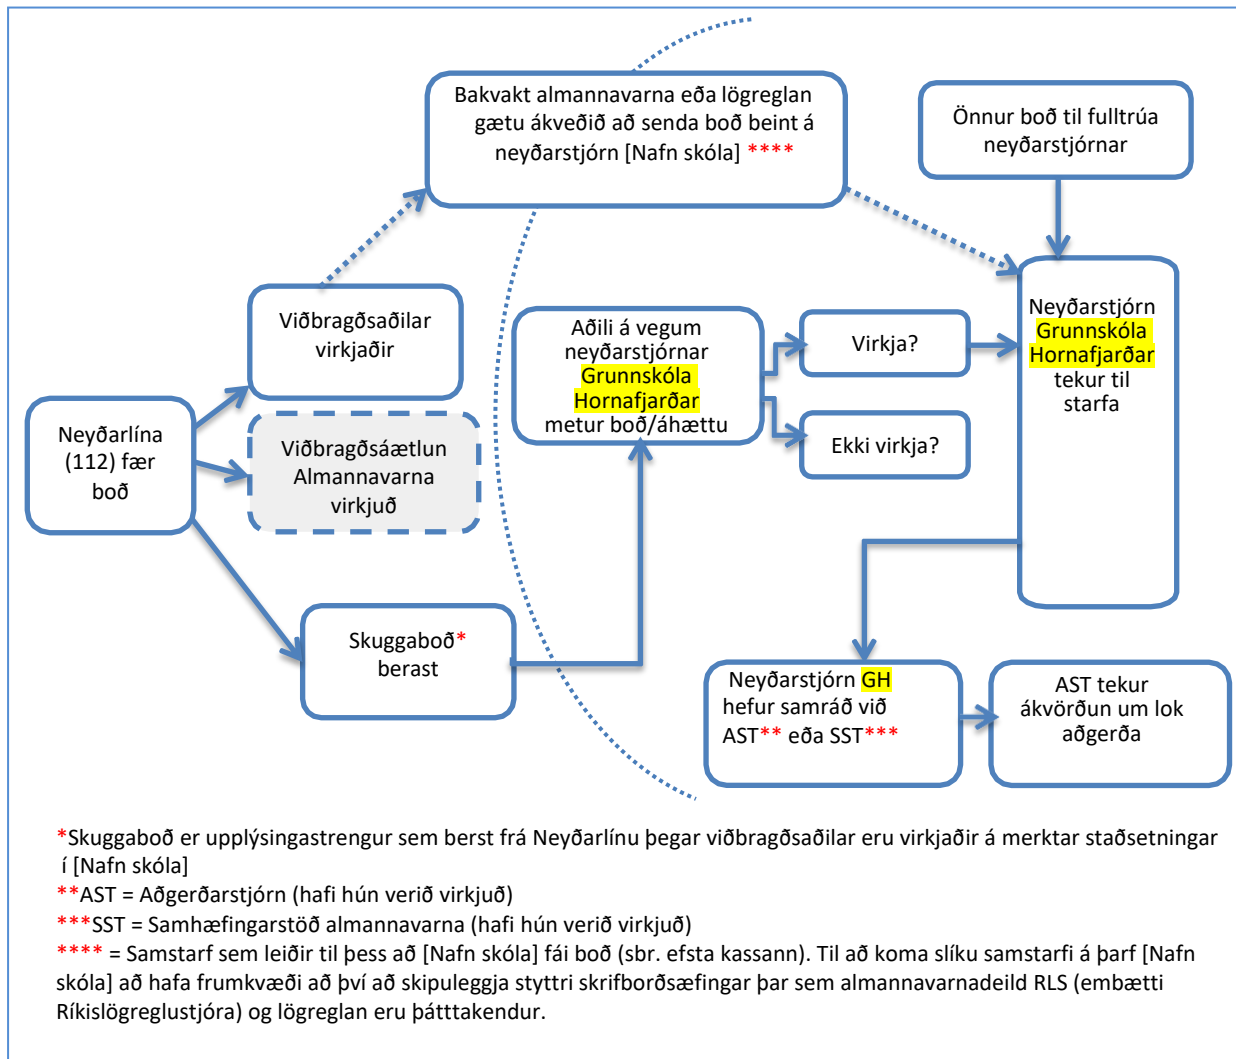 Bakvakt almannavarna eða lögreglan
gætu ákveðið að senda boð beint á
neyðarstjórn [Nafn skóla] ****
Önnur boð til fulltrúa
neyðarstjórnar
Viðbragðsaðilar
virkjaðir
Neyðarlína
(112) fær
boð
Viðbragðsáætlun
Almannavarna
virkjuð
Skuggaboð*
berast
Aðili á vegum
neyðarstjórnar
Grunnskóla
Hornafjarðar
metur boð/áhættu
Virkja?
Ekki virkja?
Neyðarstjórn
Grunnskóla
Hornafjarðar
tekur til
starfa
Neyðarstjórn GH
hefur samráð við
AST** eða SST***
AST tekur
ákvörðun um lok
aðgerða
*Skuggaboð er upplýsingastrengur sem berst frá Neyðarlínu þegar viðbragðsaðilar eru virkjaðir á merktar staðsetningar
í [Nafn skóla]
**AST = Aðgerðarstjórn (hafi hún verið virkjuð)
***SST = Samhæfingarstöð almannavarna (hafi hún verið virkjuð)
**** = Samstarf sem leiðir til þess að [Nafn skóla] fái boð (sbr. efsta kassann). Til að koma slíku samstarfi á þarf [Nafn
skóla] að hafa frumkvæði að því að skipuleggja styttri skrifborðsæfingar þar sem almannavarnadeild RLS (embætti
Ríkislögreglustjóra) og lögreglan eru þátttakendur.